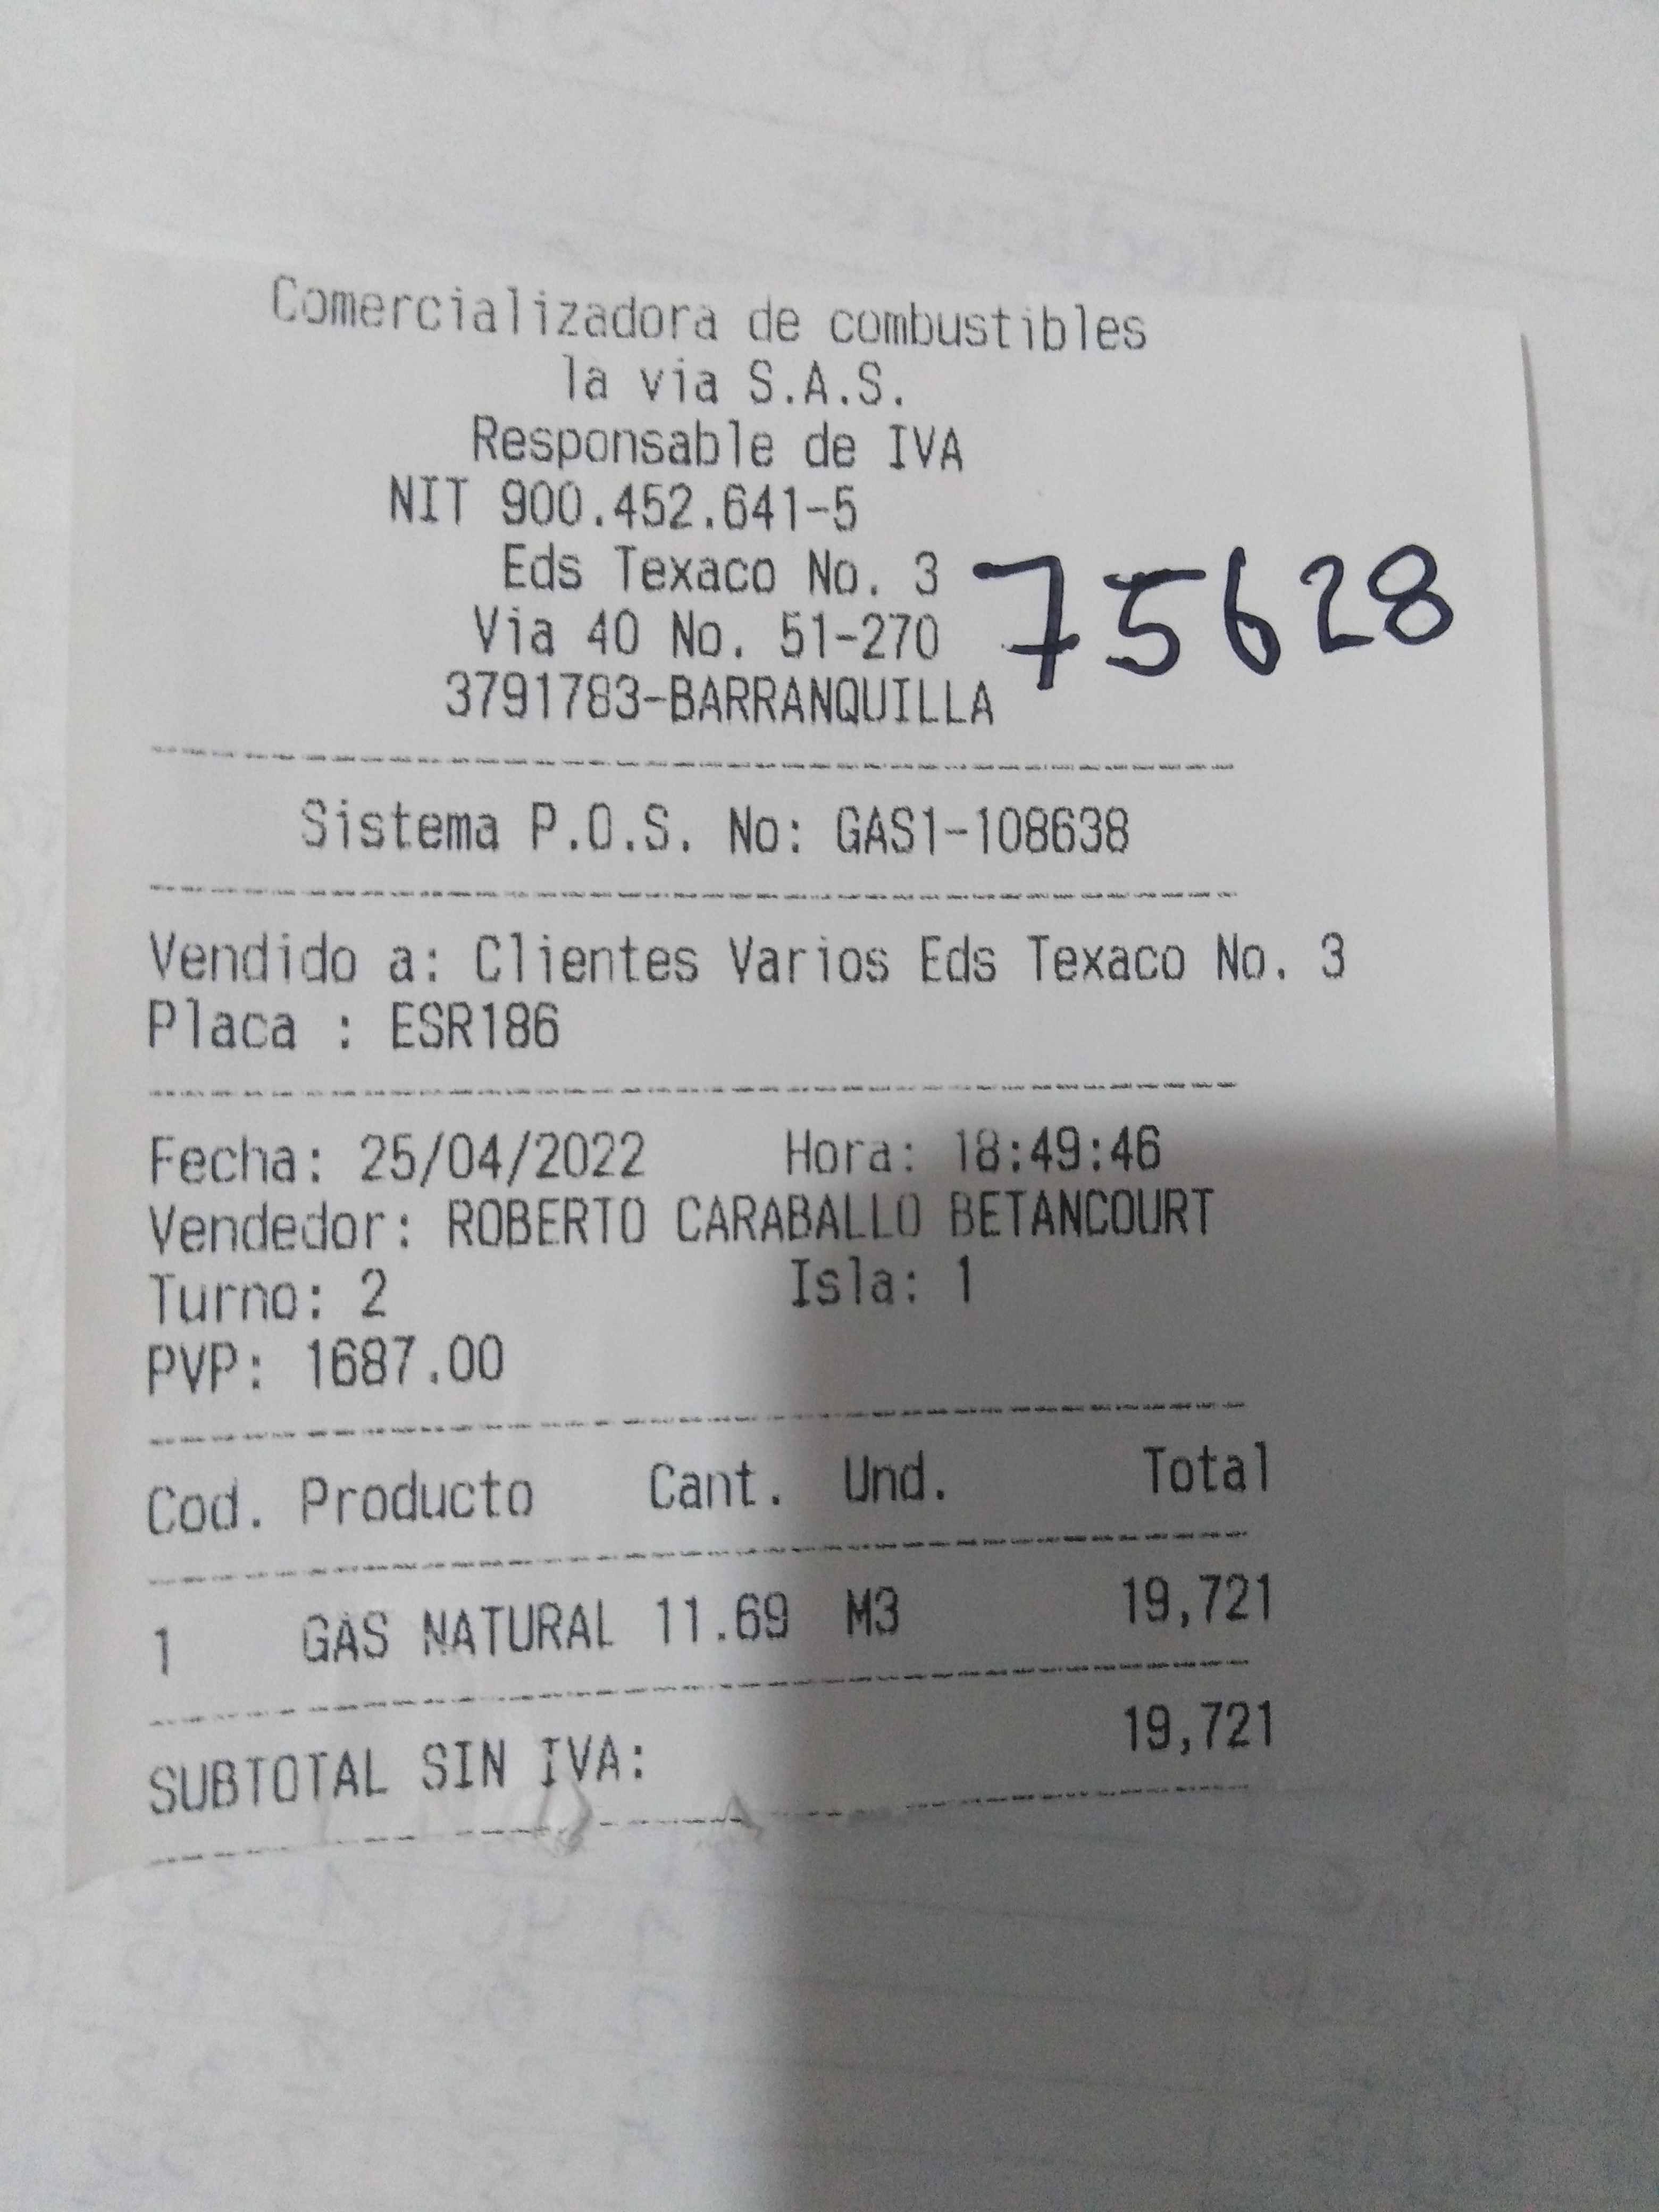 Comercializadora de combustibles
la via S.A.S.
Responsable de IVA
NIT 900.452.641-5
Eds Texaco No. 3
75628
Via 40 No. 51-270
3791783-BARRANQUILLA
Sistema P.O.S. No: GAS1-108638
Vendido a: Clientes Varios Eds Texaco No. 3
Placa : ESR186
Fecha: 25/04/2022 Hora: 18:49:46
Vendedor: ROBERTO CARABALLO BETANCOURT
Turno: 2 Isla: 1
PVP: 1687.00
Cod. Producto Cant. Und. Total
1 GAS NATURAL 11.69 M3 19,721
SUBTOTAL SIN IVA: 19,721